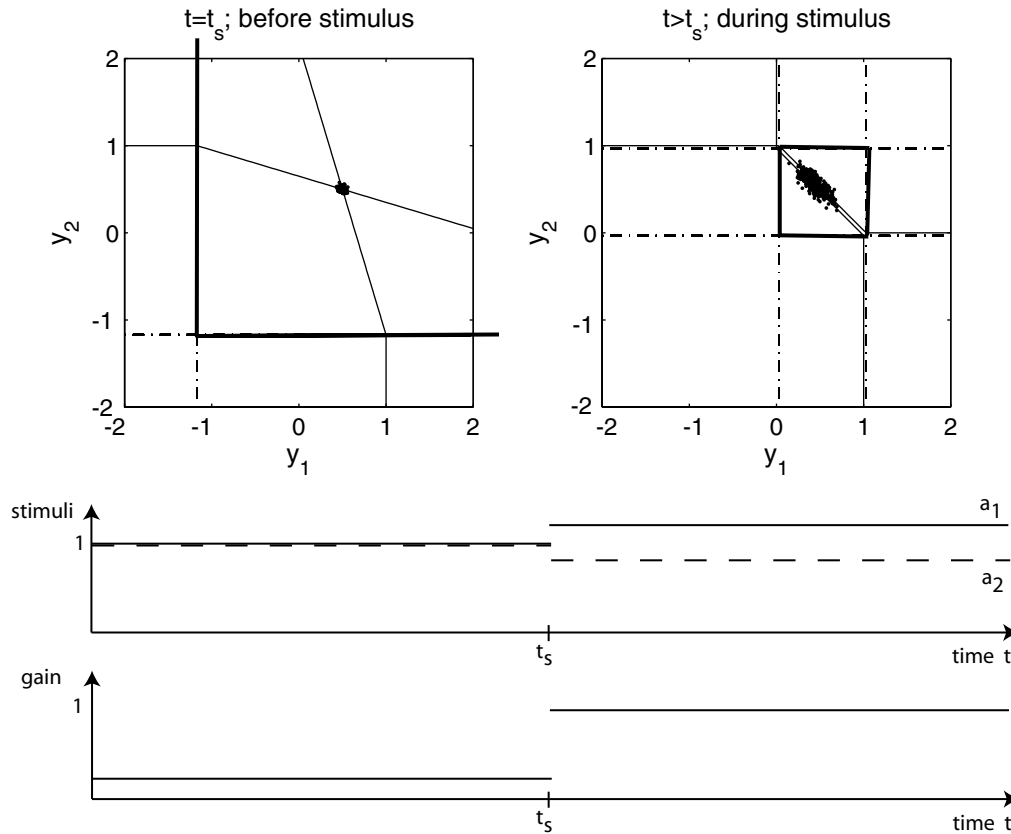 t=t_s; before stimulus
t>t_s; during stimulus
2
1
0
-1
-2
y_2
-2
-1
0
1
2
y_1
2
1
0
-1
-2
y_2
-2
-1
0
1
2
y_1
stimuli
1
a_1
a_2
t_s
time t
gain
1
t_s
time t